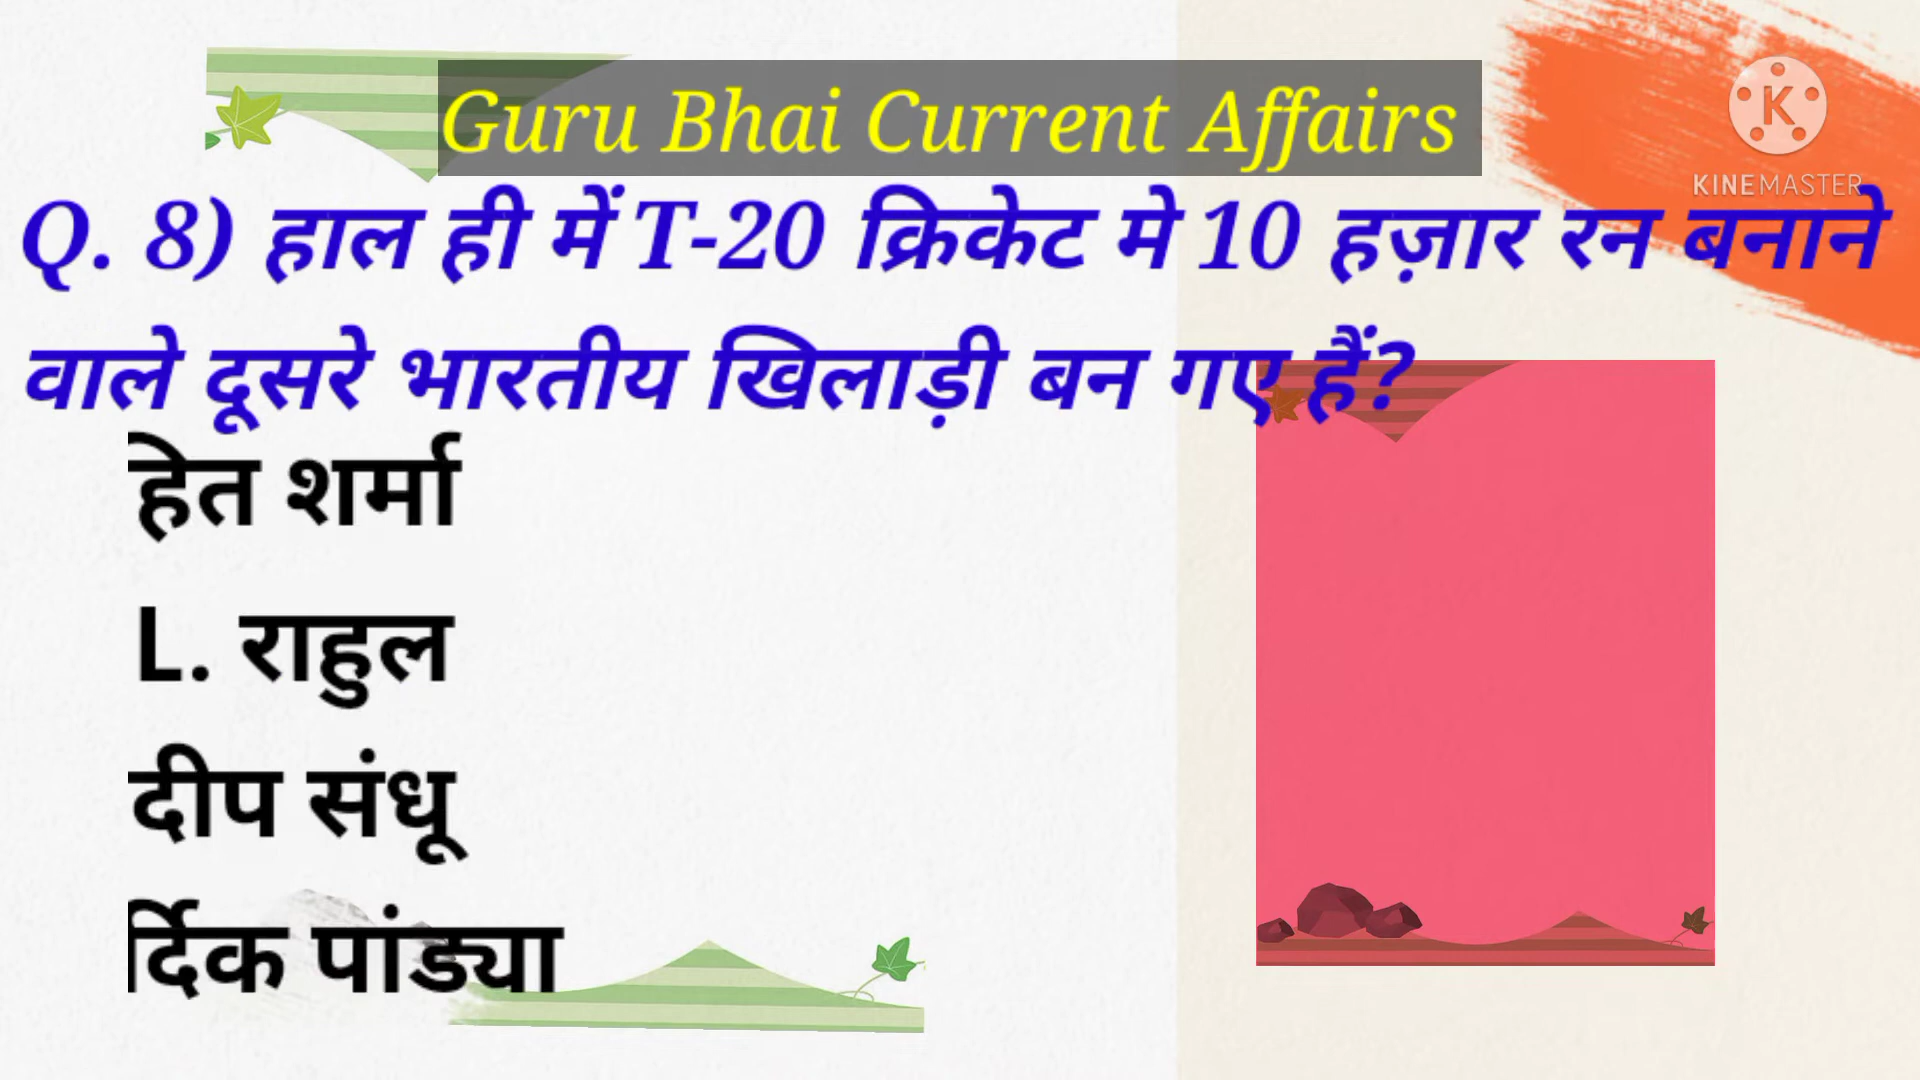 Guru Bhai Current Affairs
KINEMASTER
Q. 8) हाल ही में T-20 क्रिकेट मे 10 हज़ार रन बनाने
वाले दूसरे भारतीय खिलाड़ी बन गए हैं?
हित शर्मा
L. राहुल
दीप संधू
र्दिक पांड्या